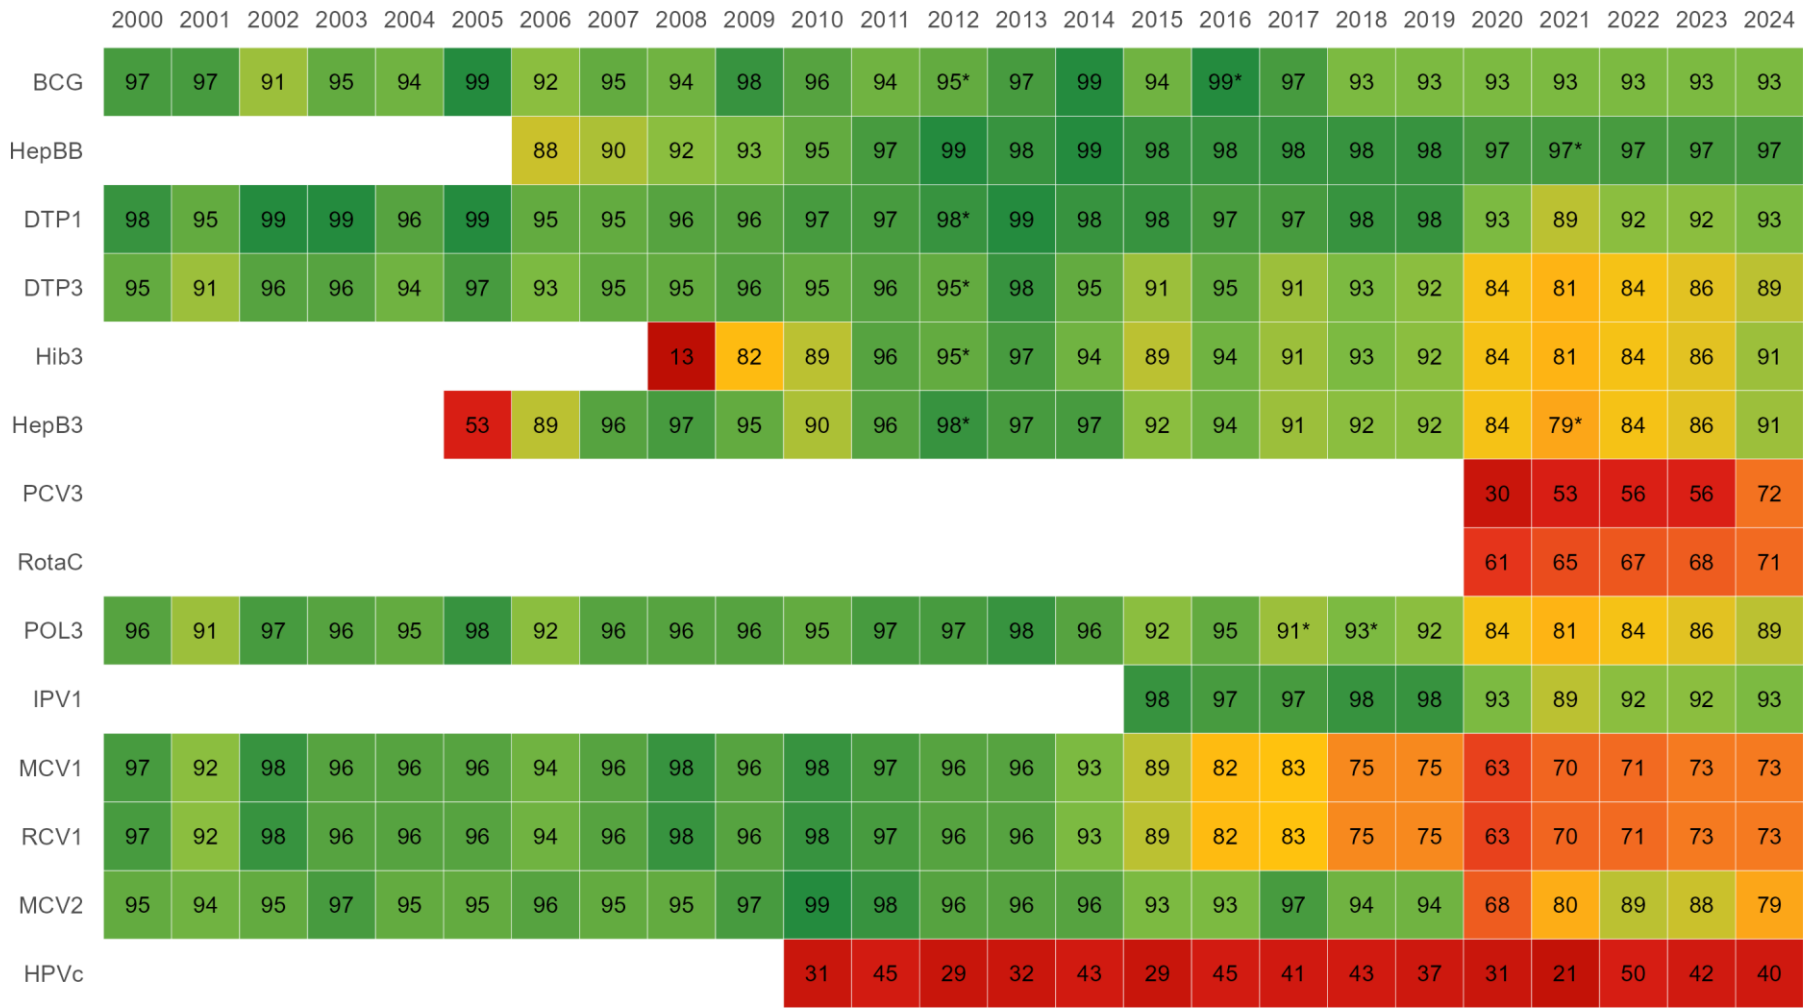 2000 2001 2002 2003 2004 2005 2006 2007 2008 2009 2010 2011 2012 2013 2014 2015 2016 2017 2018 2019 2020 2021 2022 2023 2024
BCG 97 97 91 95 94 99 92 95 94 98 96 94 95* 97 99 94 99* 97 93 93 93 93 93 93 93
HepBB 88 90 92 93 95 97 99 98 99 98 98 98 98 98 97 97* 97 97 97
DTP1 98 95 99 99 96 99 95 95 96 96 97 97 98* 99 98 98 97 97 98 98 93 89 92 92 93
DTP3 95 91 96 96 94 97 93 95 95 96 95 96 95* 98 95 91 95 91 93 92 84 81 84 86 89
Hib3 13 82 89 96 95* 97 94 89 94 91 93 92 84 81 84 86 91
HepB3 53 89 96 97 95 90 96 98* 97 97 92 94 91 92 92 84 79* 84 86 91
PCV3 30 53 56 56 72
RotaC 61 65 67 68 71
POL3 96 91 97 96 95 98 92 96 96 96 95 97 97 98 96 92 95 91* 93* 92 84 81 84 86 89
IPV1 98 97 97 98 98 93 89 92 92 93
MCV1 97 92 98 96 96 96 94 96 98 96 98 97 96 96 93 89 82 83 75 75 63 70 71 73 73
RCV1 97 92 98 96 96 96 94 96 98 96 98 97 96 96 93 89 82 83 75 75 63 70 71 73 73
MCV2 95 94 95 97 95 95 96 95 95 97 99 98 96 96 96 93 93 97 94 94 68 80 89 88 79
HPVc 31 45 29 32 43 29 45 41 43 37 31 21 50 42 40